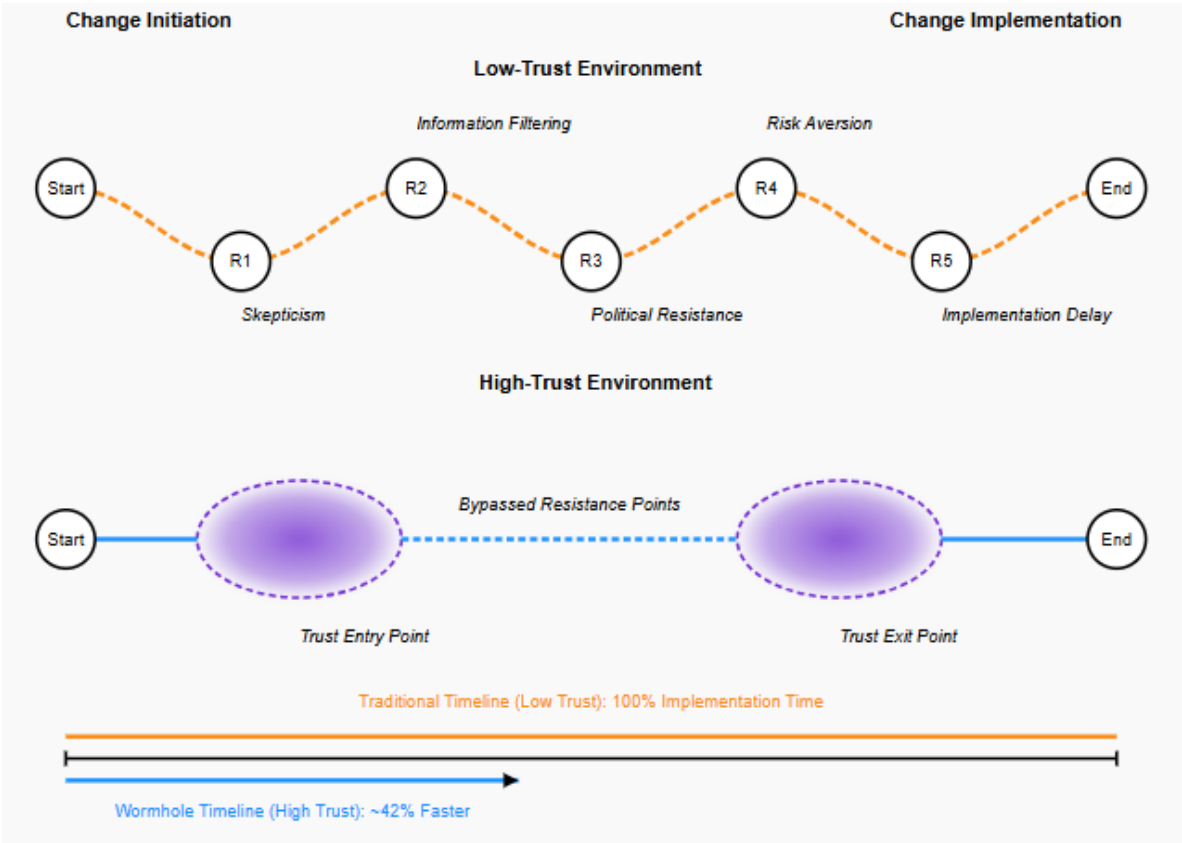 Change Initiation
Change Implementation
Low-Trust Environment
Information Filtering
Risk Aversion
Start
R2
R4
End
R1
R3
R5
Skepticism
Political Resistance
Implementation Delay
High-Trust Environment
Bypassed Resistance Points
Start
End
Trust Entry Point
Trust Exit Point
Traditional Timeline (Low Trust): 100% Implementation Time
Wormhole Timeline (High Trust): ~42% Faster